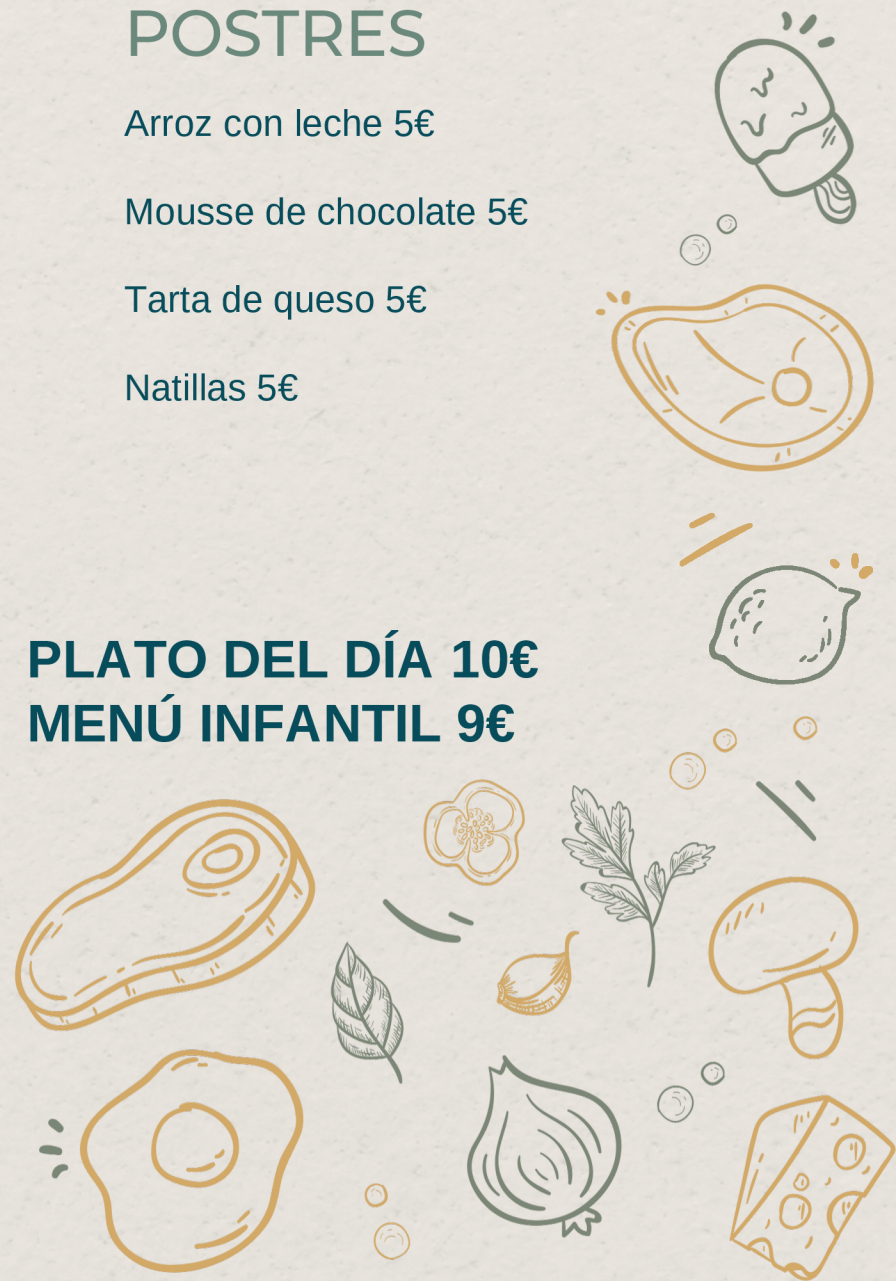 POSTRES
Arroz con leche 5€
Mousse de chocolate 5€
Tarta de queso 5€
Natillas 5€
PLATO DEL DÍA 10€
MENÚ INFANTIL 9€